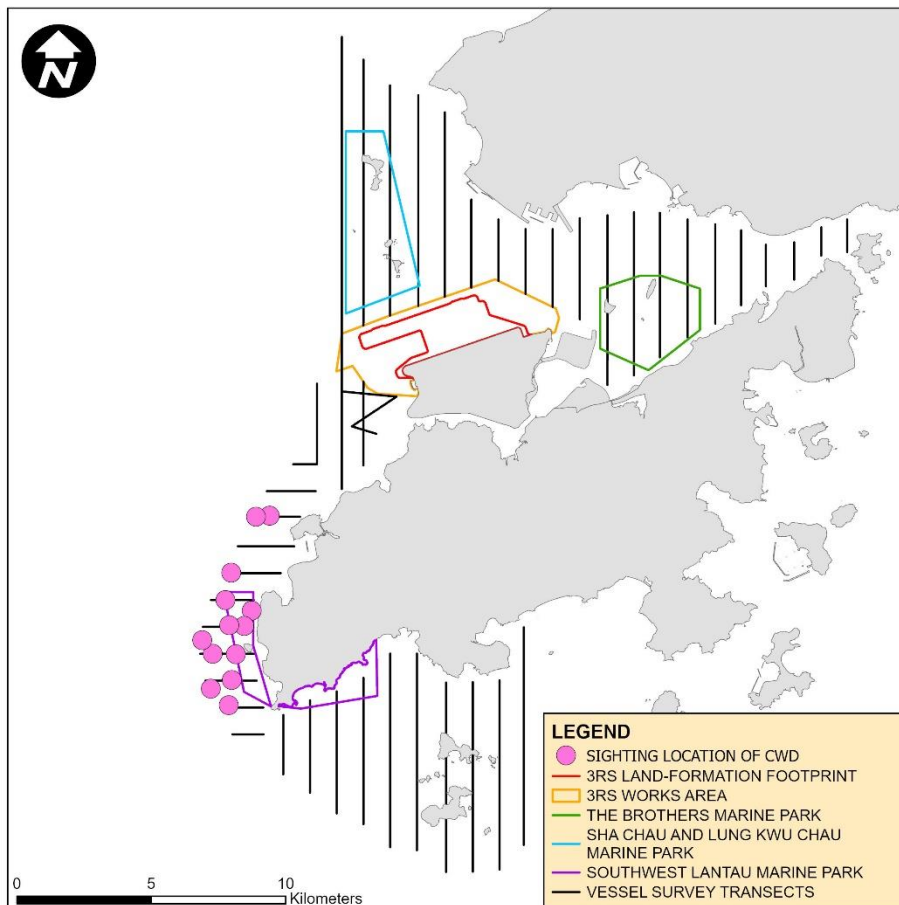 N
LEGEND
SIGHTING LOCATION OF CWD
3RS LAND-FORMATION FOOTPRINT
3RS WORKS AREA
THE BROTHERS MARINE PARK
SHA CHAU AND LUNG KWU CHAU
MARINE PARK
SOUTHWEST LANTAU MARINE PARK
VESSEL SURVEY TRANSECTS
0 5 10
Kilometers